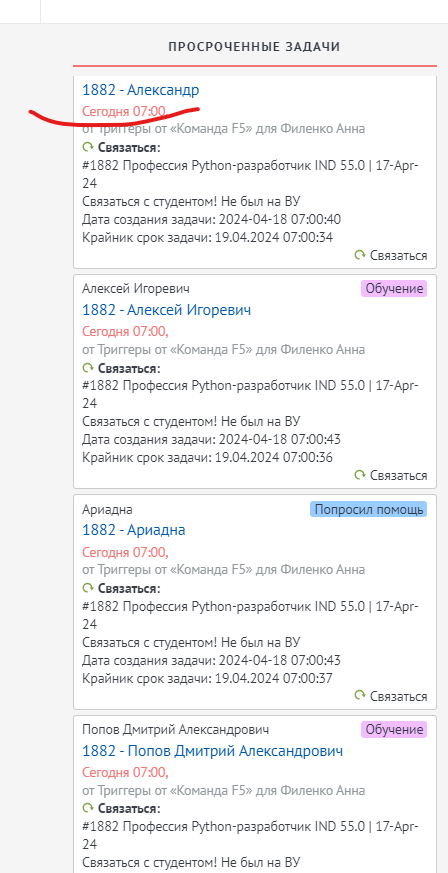 ПРОСРОЧЕННЫЕ ЗАДАЧИ
1882 - Александр
Сегодня 07:00,
от Триггеры от «Команда F5» для Филенко Анна
Связаться:
#1882 Профессия Python-разработчик IND 55.0 | 17-Apr-
24
Связаться с студентом! Не был на ВУ
Дата создания задачи: 2024-04-18 07:00:40
Крайник срок задачи: 19.04.2024 07:00:34
Связаться
Алексей Игоревич Обучение
1882 - Алексей Игоревич
Сегодня 07:00,
от Триггеры от «Команда F5» для Филенко Анна
Связаться:
#1882 Профессия Python-разработчик IND 55.0 | 17-Apr-
24
Связаться с студентом! Не был на ВУ
Дата создания задачи: 2024-04-18 07:00:43
Крайник срок задачи: 19.04.2024 07:00:36
Связаться
Ариадна Попросил помощь
1882 - Ариадна
Сегодня 07:00,
от Триггеры от «Команда F5» для Филенко Анна
Связаться:
#1882 Профессия Python-разработчик IND 55.0 | 17-Apr-
24
Связаться с студентом! Не был на ВУ
Дата создания задачи: 2024-04-18 07:00:43
Крайник срок задачи: 19.04.2024 07:00:37
Связаться
Попов Дмитрий Александрович Обучение
1882 - Попов Дмитрий Александрович
Сегодня 07:00,
от Триггеры от «Команда F5» для Филенко Анна
Связаться:
#1882 Профессия Python-разработчик IND 55.0 | 17-Apr-
24
Связаться с студентом! Не был на ВУ